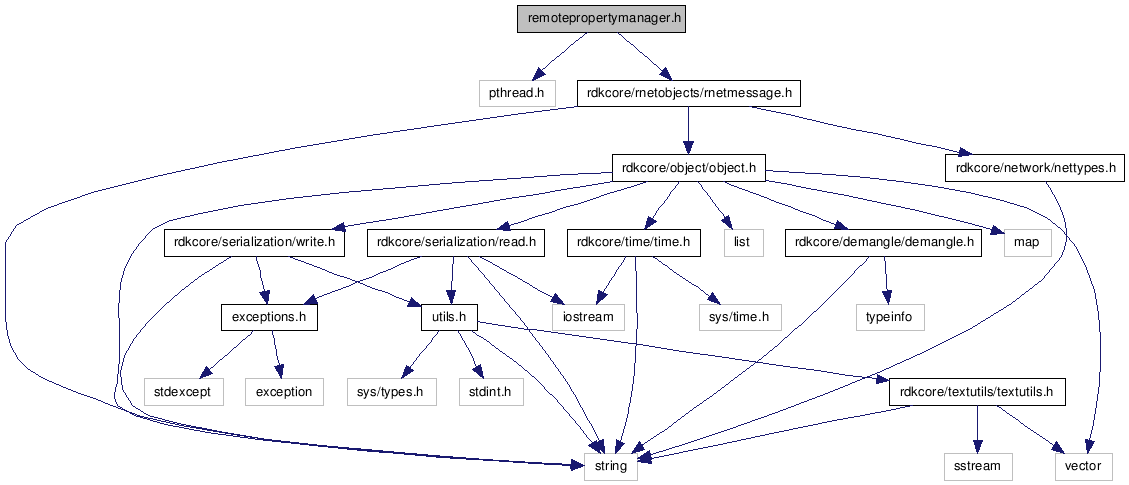 remotepropertymanager.h
pthread.h
rdkcore/rnetobjects/rnetmessage.h
rdkcore/object/object.h
rdkcore/network/nettypes.h
rdkcore/serialization/write.h
rdkcore/serialization/read.h
rdkcore/time/time.h
list
rdkcore/demangle/demangle.h
map
exceptions.h
utils.h
iostream
sys/time.h
typeinfo
stdexcept
exception
sys/types.h
stdint.h
rdkcore/textutils/textutils.h
string
sstream
vector